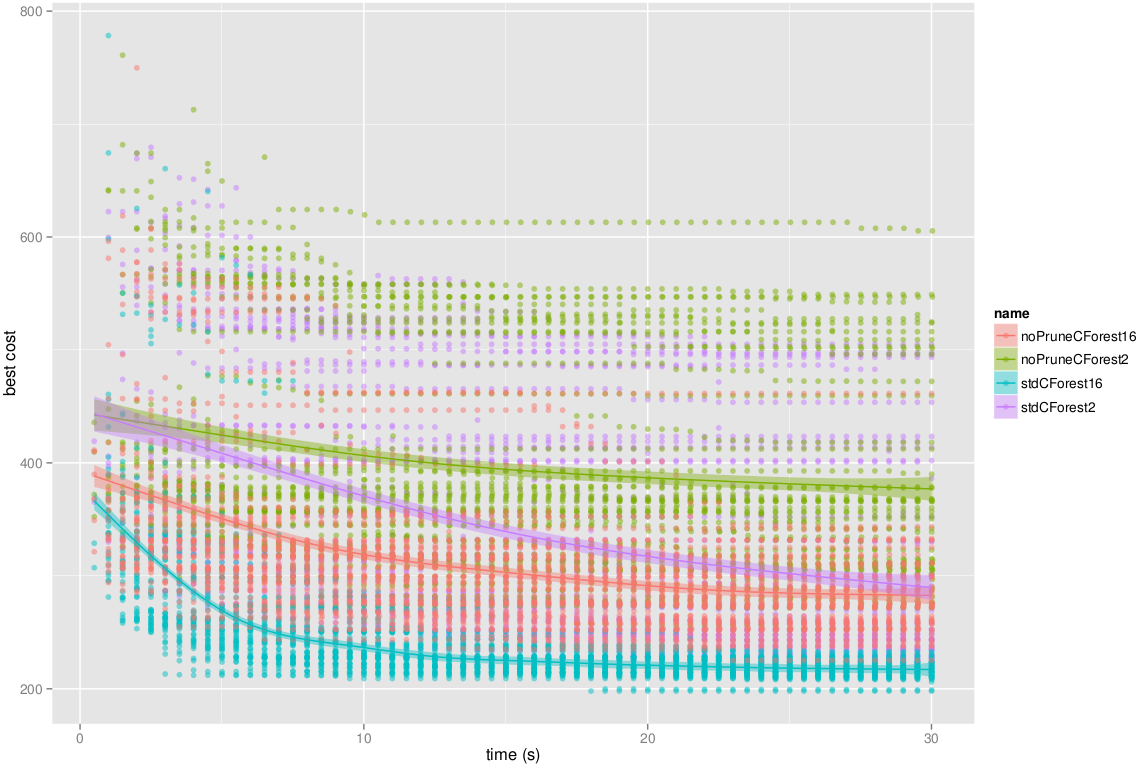 800
600
400
200
0
10
20
30
best cost
time (s)
name
noPruneCForest16
noPruneCForest2
stdCForest16
stdCForest2